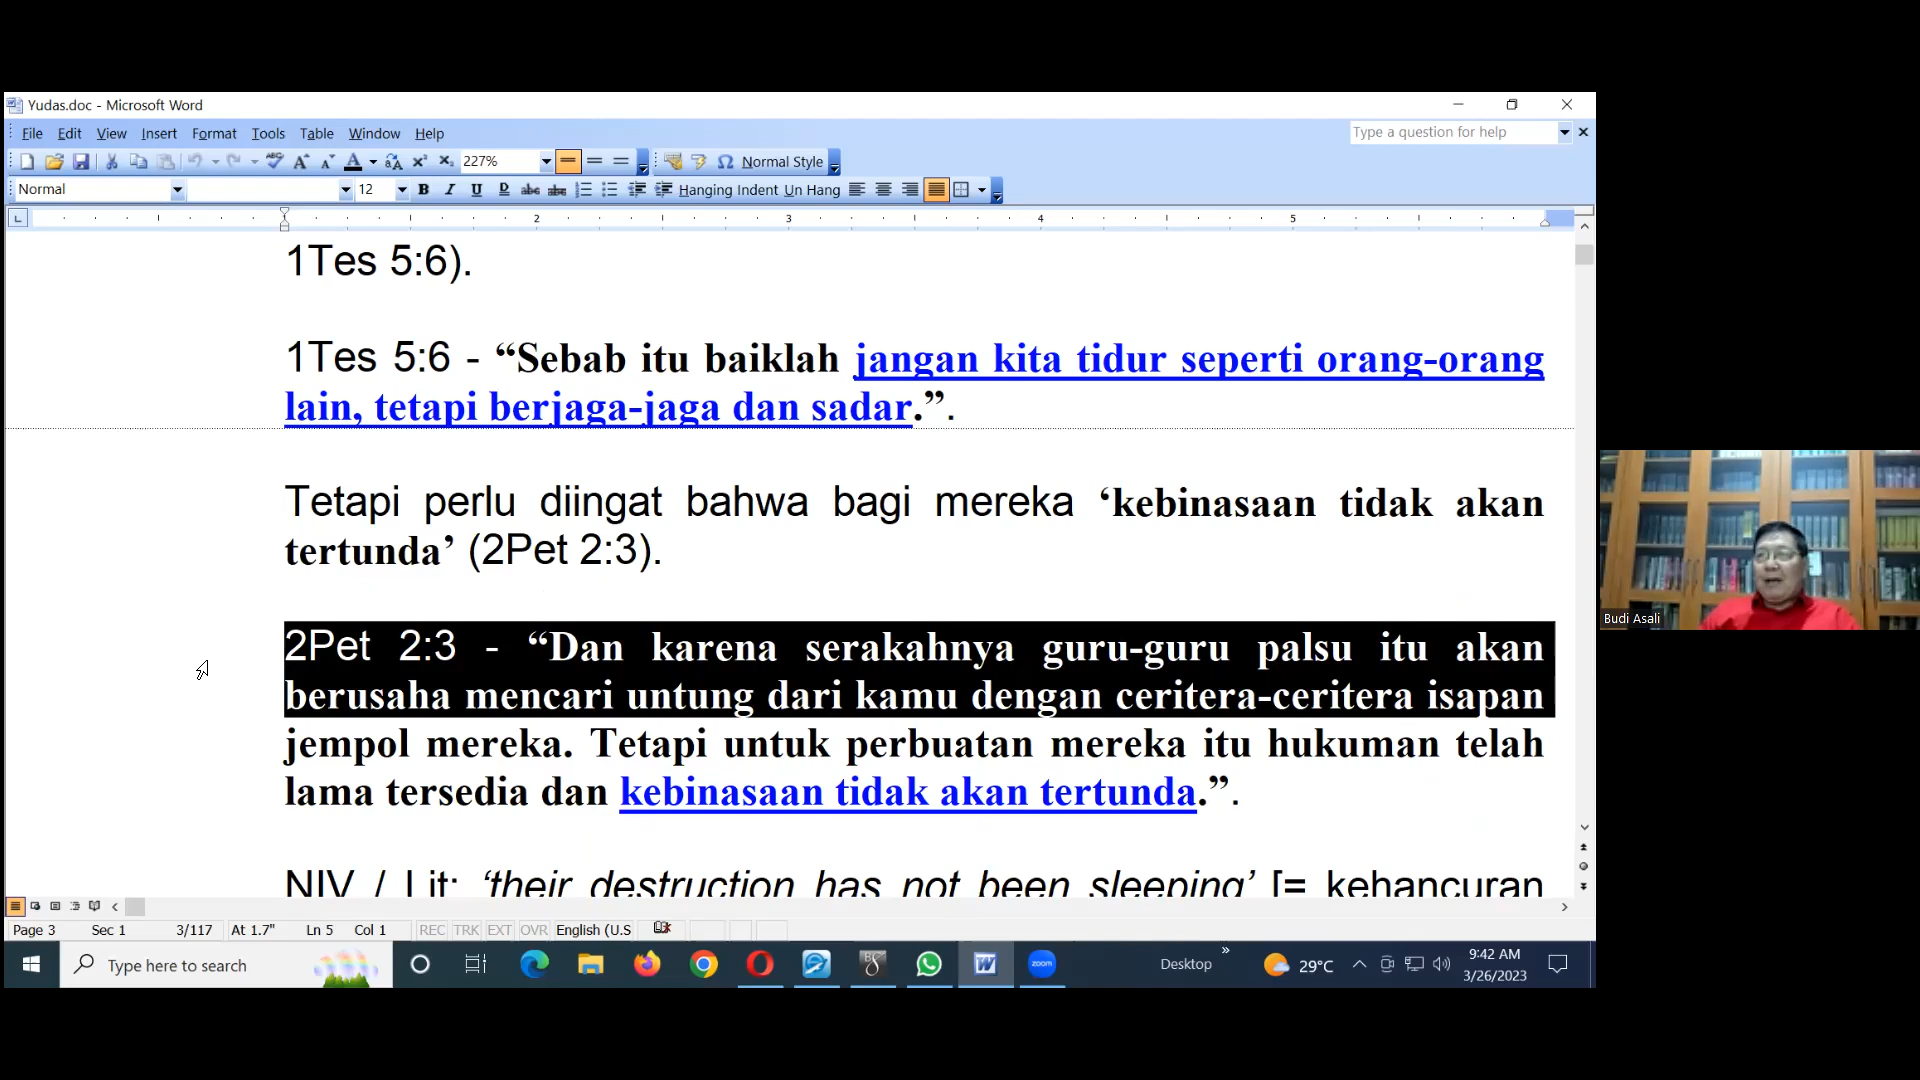 Yudas.doc - Microsoft Word
File Edit View Insert Format Tools Table Window Help
Type a question for help
227%
Normal Style
Normal
12
Hanging Indent Un Hang
2 3 4 5
1Tes 5:6).
1Tes 5:6 - “Sebab itu baiklah jangan kita tidur seperti orang-orang
lain, tetapi berjaga-jaga dan sadar.”.
Tetapi perlu diingat bahwa bagi mereka ‘kebinasaan tidak akan
tertunda’ (2Pet 2:3).
2Pet 2:3 - “Dan karena serakahnya guru-guru palsu itu akan
berusaha mencari untung dari kamu dengan ceritera-ceritera isapan
jempol mereka. Tetapi untuk perbuatan mereka itu hukuman telah
lama tersedia dan kebinasaan tidak akan tertunda.”.
NIV / Lit: ‘their destruction has not been sleeping’ [= kehancuran
Budi Asali
Page 3 Sec 1 3/117 At 1.7" Ln 5 Col 1 REC TRK EXT OVR English (U.S
Type here to search
zoom
Desktop
29°C
9:42 AM
3/26/2023